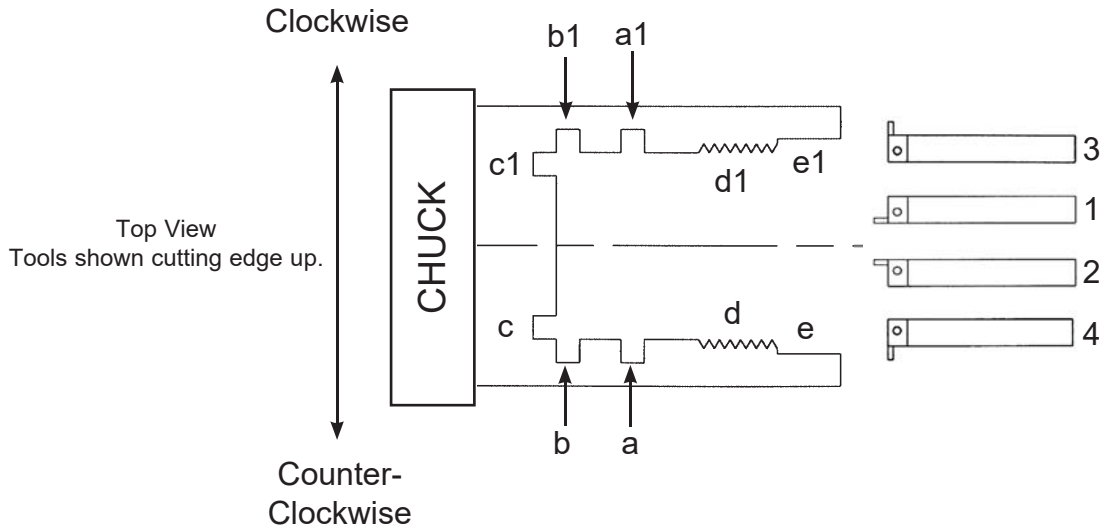 Clockwise
b1
a1
3
c1
d1
e1
1
CHUCK
Top View
Tools shown cutting edge up.
2
c
d
e
4
b
a
Counter-
Clockwise